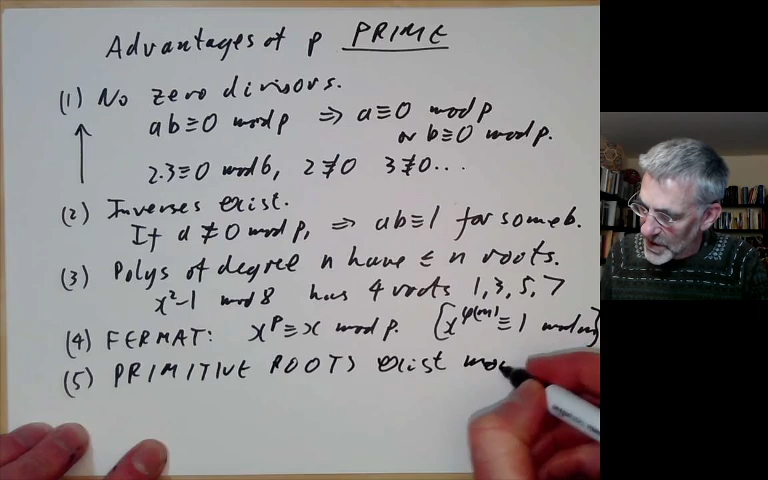 Advantages of p PRIME
(1) No zero divisors.
ab≡0 mod p ⇒ a≡0 mod p
or b≡0 mod p.
2.3≡0 mod 6, 2≢0 3≢0...
(2) Inverses exist.
If a≢0 mod p, ⇒ ab≡1 for some b.
(3) Polys of degree n have ≤ n roots.
x²-1 mod 8 has 4 roots 1,3,5,7
(4) FERMAT: x^p≡x mod p. [x^φ(m)≡1 mod m]
(5) PRIMITIVE ROOTS exist mo